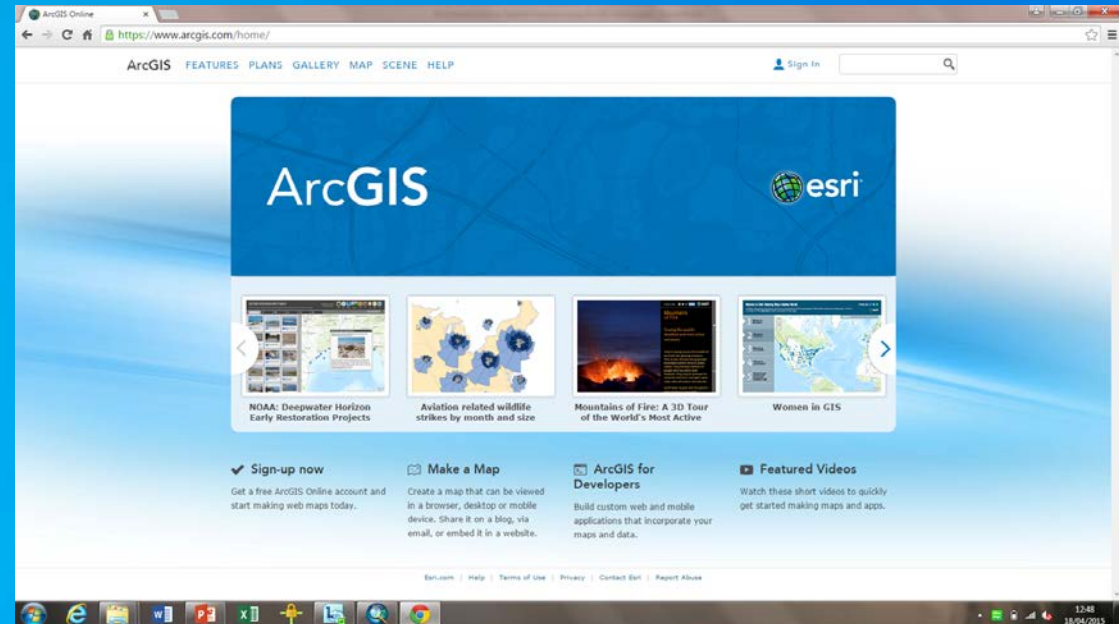 ArcGIS Online
https://www.arcgis.com/home/
ArcGIS FEATURES PLANS GALLERY MAP SCENE HELP
Sign In
ArcGIS
esri
NOAA: Deepwater Horizon
Early Restoration Projects
Aviation related wildlife
strikes by month and size
Mountains of Fire: A 3D Tour
of the World's Most Active
Women in GIS
Sign-up now
Get a free ArcGIS Online account and
start making web maps today.
Make a Map
Create a map that can be viewed
in a browser, desktop or mobile
device. Share it on a blog, via
email, or embed it in a website.
ArcGIS for
Developers
Build custom web and mobile
applications that incorporate your
maps and data.
Featured Videos
Watch these short videos to quickly
get started making maps and apps.
Esri.com | Help | Terms of Use | Privacy | Contact Esri | Report Abuse
12:48
18/04/2015